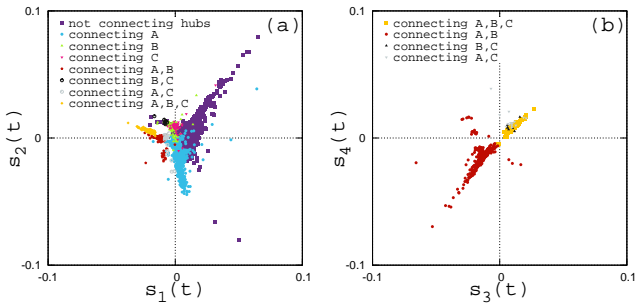 0.1
(a)
not connecting hubs
connecting A
connecting B
connecting C
connecting A,B
connecting B,C
connecting A,C
connecting A,B,C
s2(t)
0
-0.1
-0.1
0
0.1
s1(t)
0.1
(b)
connecting A,B,C
connecting A,B
connecting B,C
connecting A,C
s4(t)
0
-0.1
-0.1
0
0.1
s3(t)